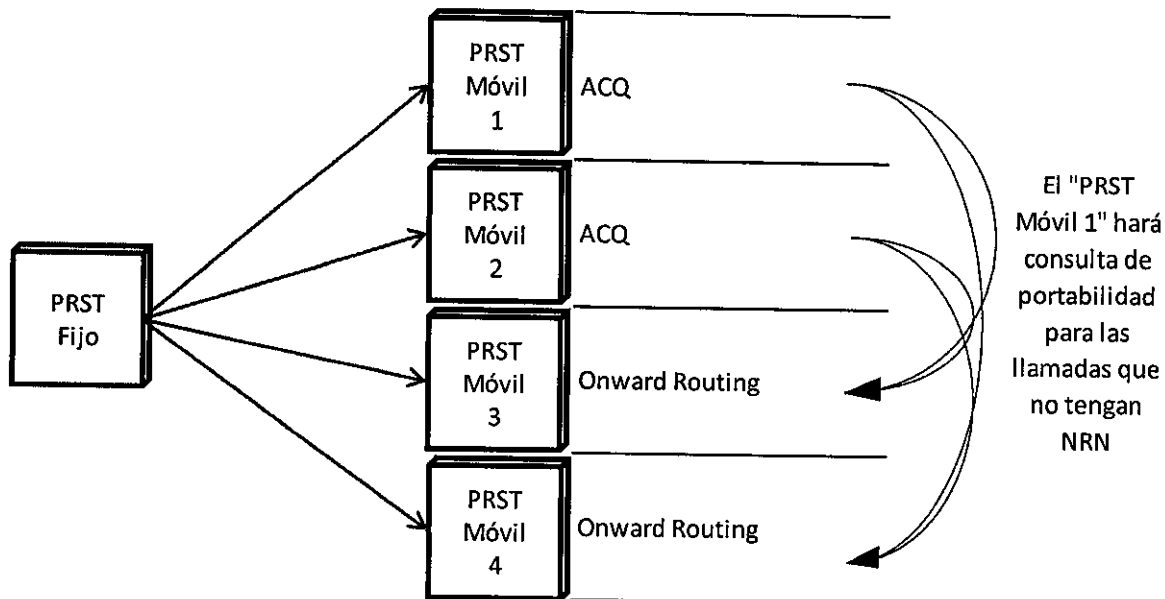 PRST
Fijo
PRST
Móvil
1
ACQ
PRST
Móvil
2
ACQ
PRST
Móvil
3
Onward Routing
PRST
Móvil
4
Onward Routing
El "PRST
Móvil 1" hará
consulta de
portabilidad
para las
llamadas que
no tengan
NRN